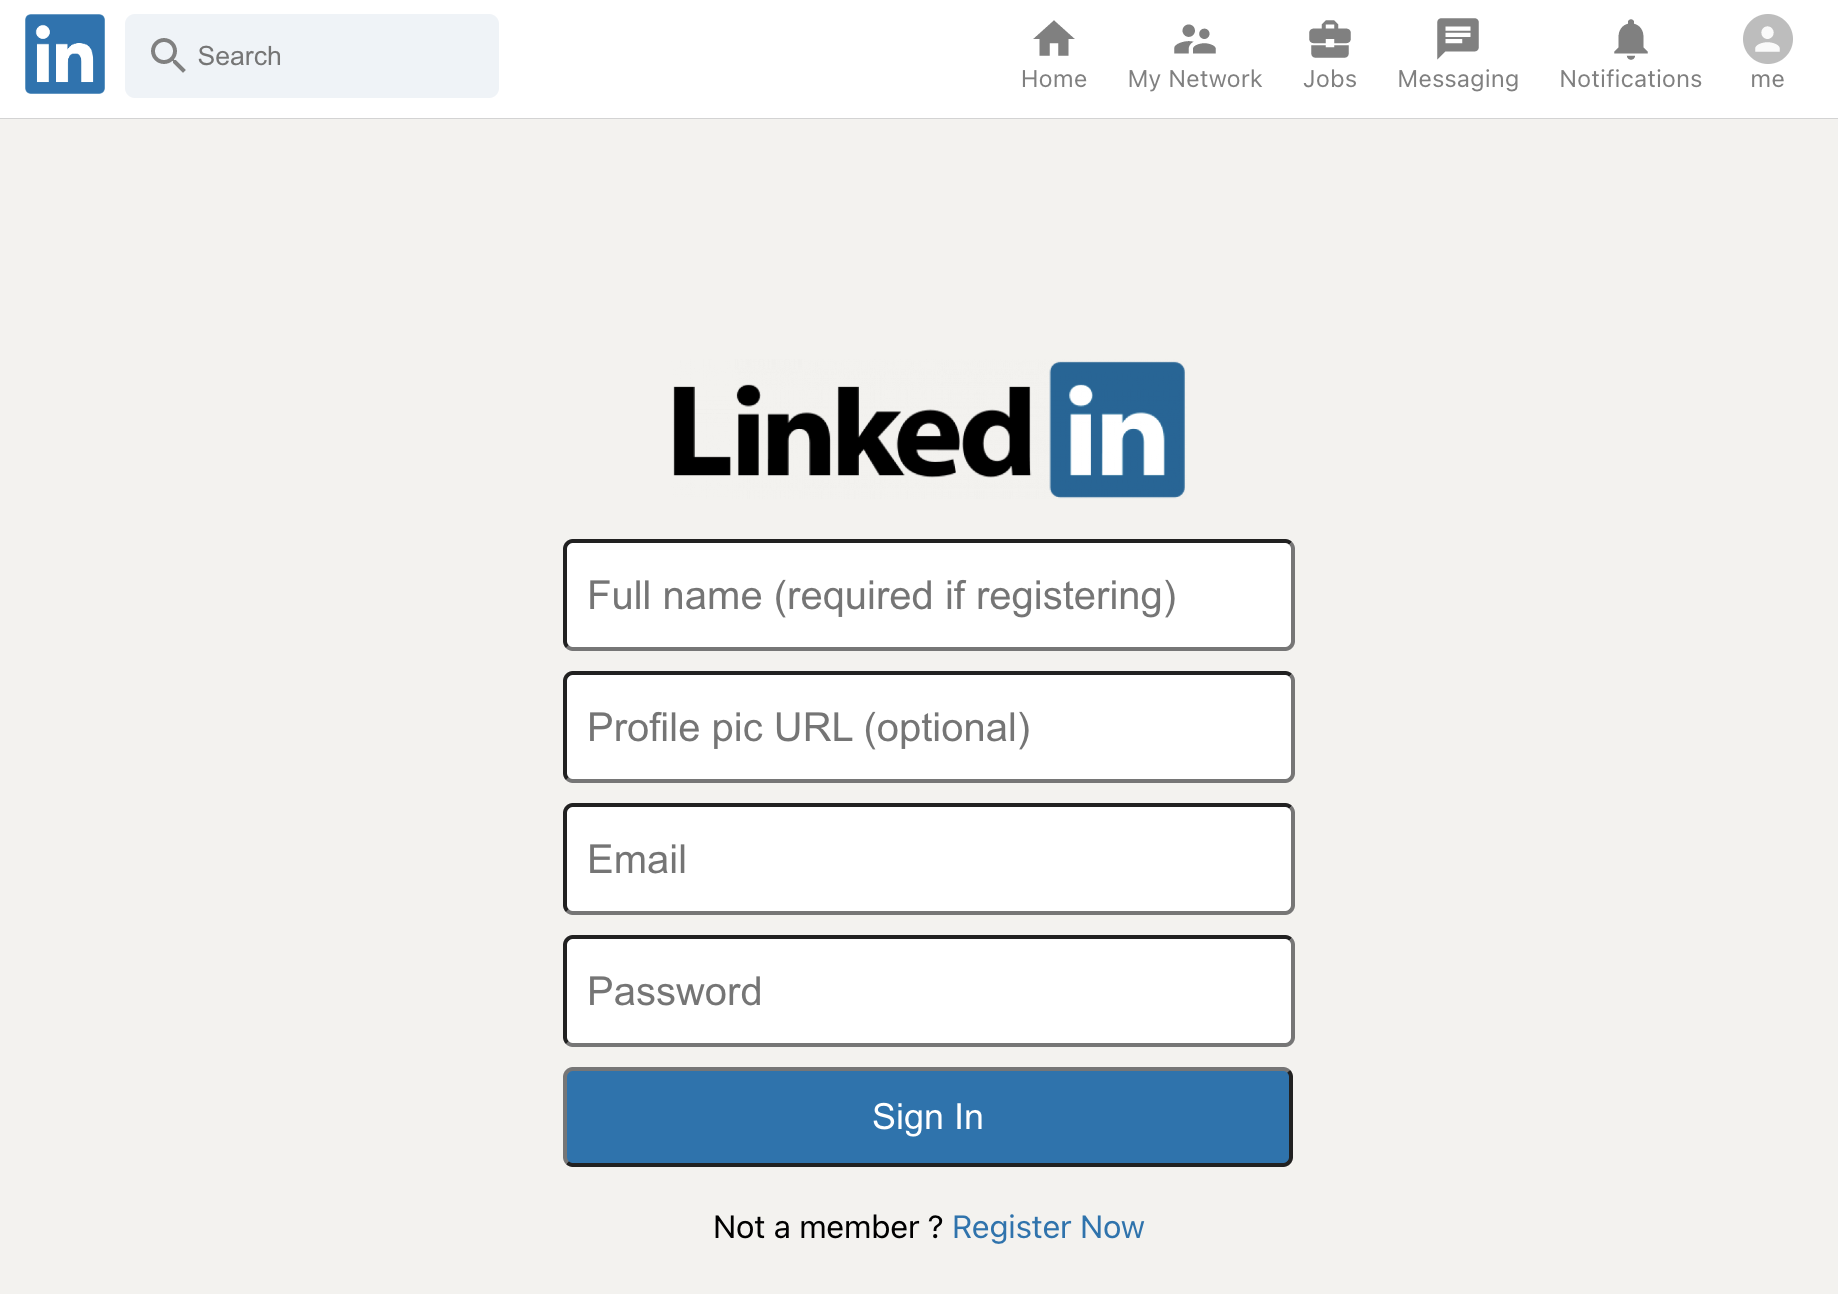 in
Search
Home
My Network
Jobs
Messaging
Notifications
me
Linked in
Full name (required if registering)
Profile pic URL (optional)
Email
Password
Sign In
Not a member ? Register Now